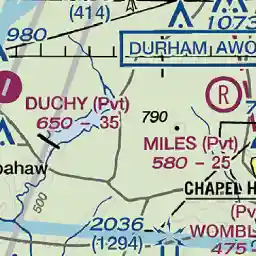 (414)
1073
980
DURHAM, AWO
R
DUCHY (Pvt)
650 - 35
790
MILES (Pvt)
580 - 25
bahaw
CHAPEL H
500
2036
(1294)
(Pv
WOMBL
475 -